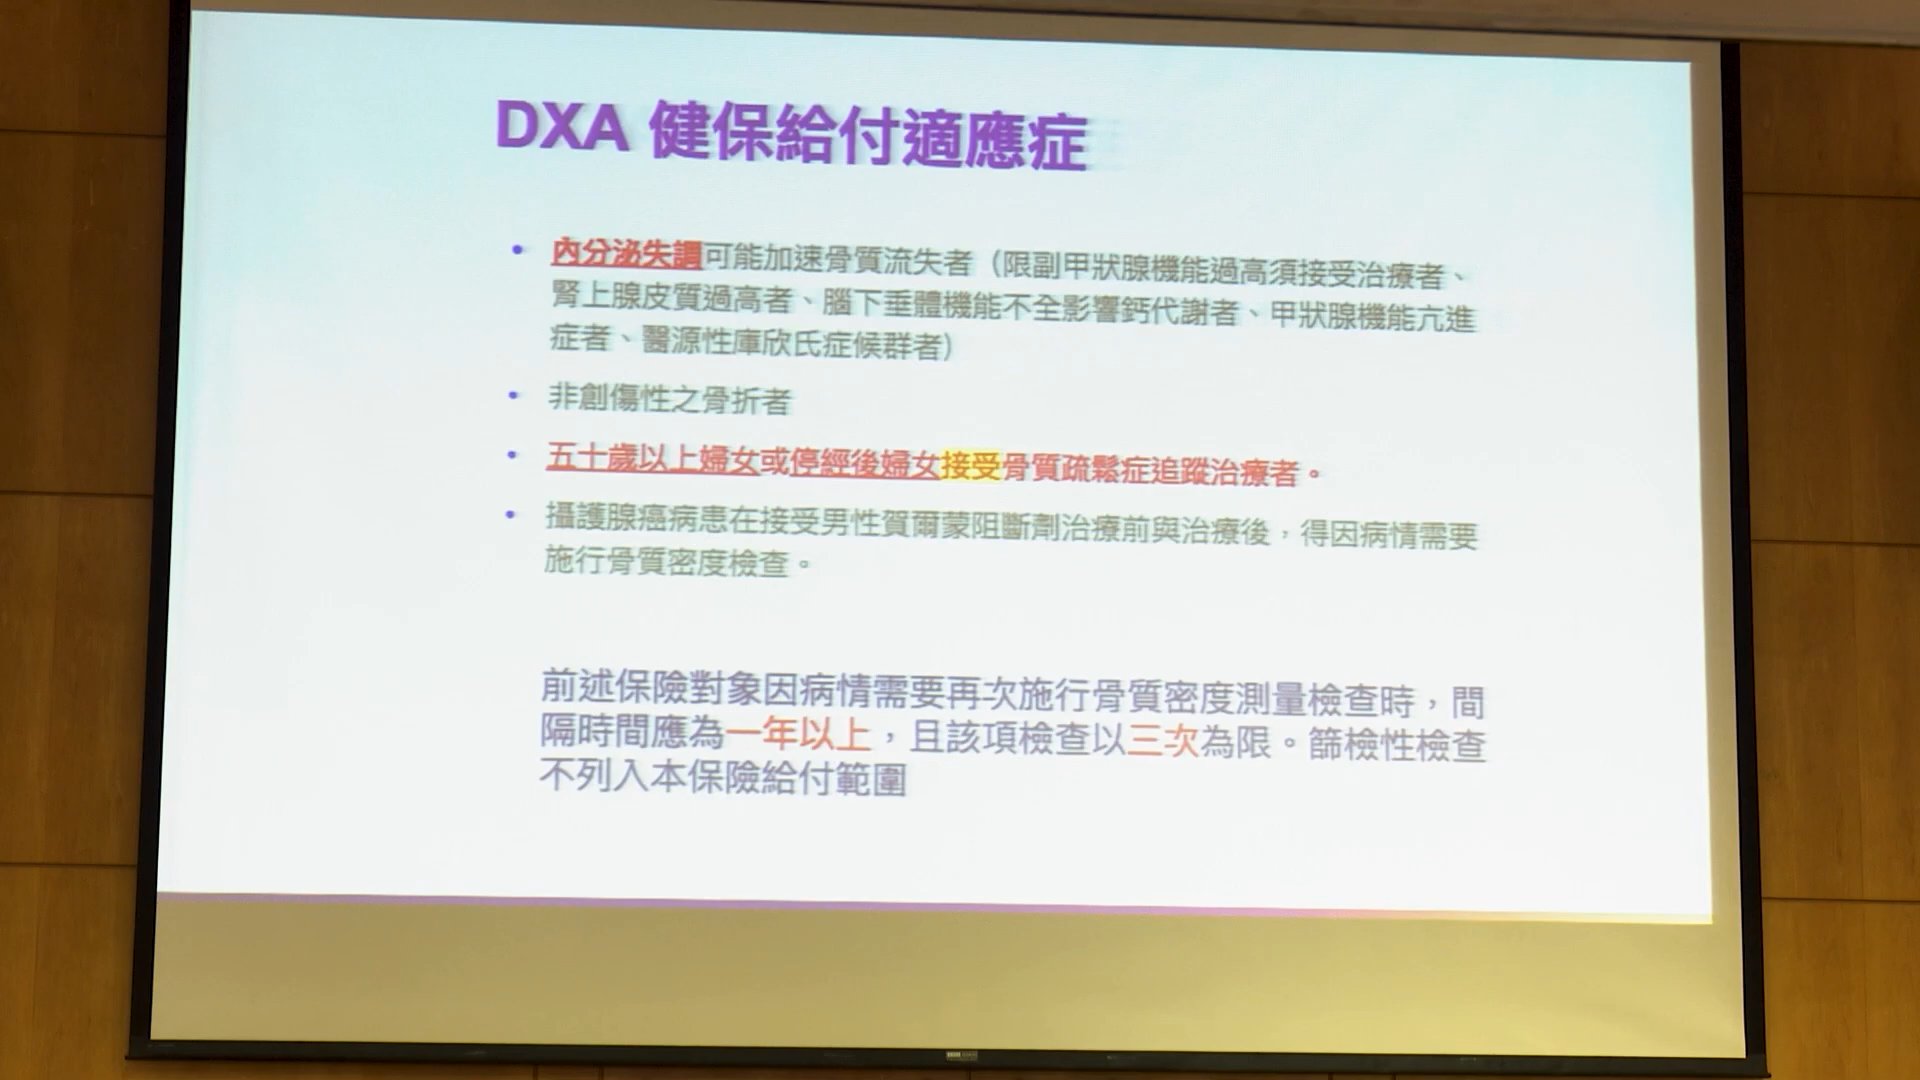 DXA 健保給付適應症
• 內分泌失調可能加速骨質流失者（限副甲狀腺機能過高須接受治療者、
腎上腺皮質過高者、腦下垂體機能不全影響鈣代謝者、甲狀腺機能亢進
症者、醫源性庫欣氏症候群者）
• 非創傷性之骨折者
• 五十歲以上婦女或停經後婦女接受骨質疏鬆症追蹤治療者。
• 攝護腺癌病患在接受男性賀爾蒙阻斷劑治療前與治療後，得因病情需要
施行骨質密度檢查。
前述保險對象因病情需要再次施行骨質密度測量檢查時，間
隔時間應為一年以上，且該項檢查以三次為限。篩檢性檢查
不列入本保險給付範圍